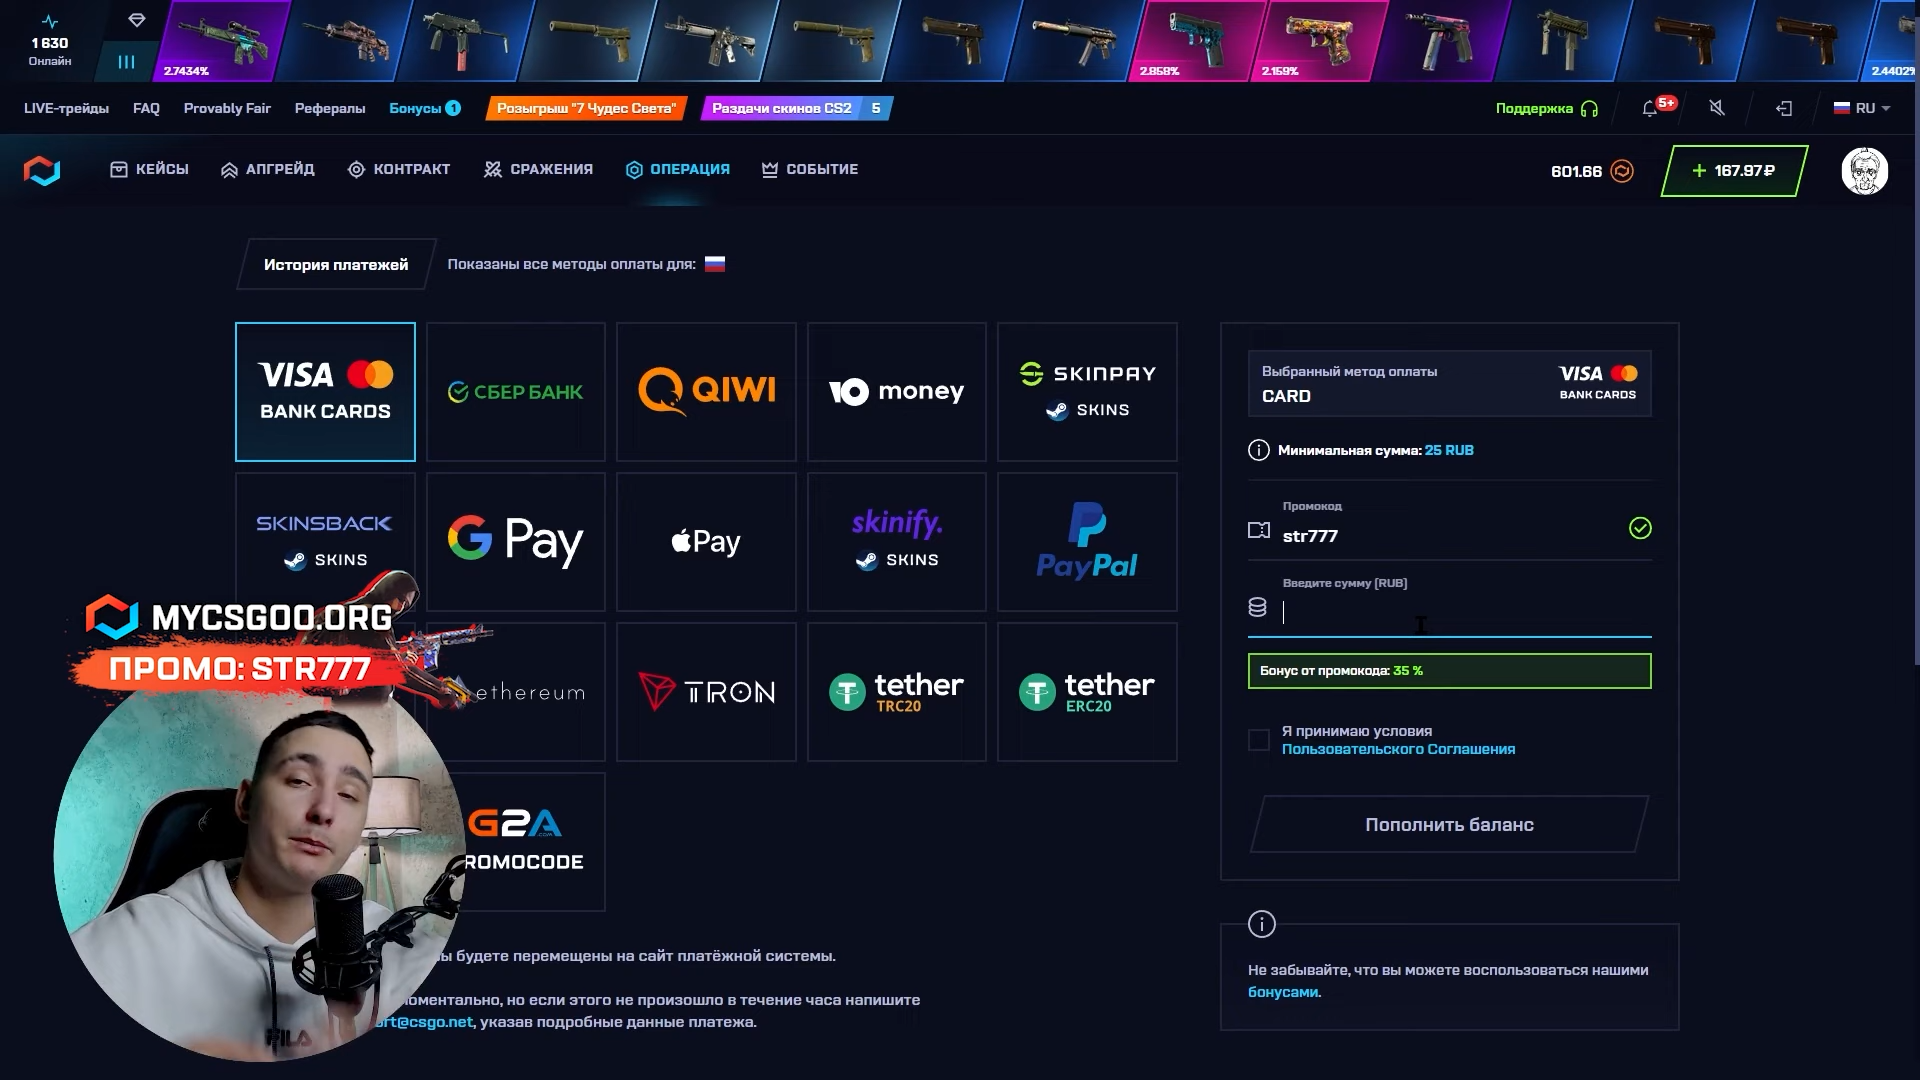 1 630
Онлайн
2.7434%
2.858%
2.159%
2.4402%
LIVE-трейды
FAQ
Provably Fair
Рефералы
Бонусы 1
Розыгрыш "7 Чудес Света"
Раздачи скинов CS2 5
Поддержка
5+
RU
КЕЙСЫ
АПГРЕЙД
КОНТРАКТ
СРАЖЕНИЯ
ОПЕРАЦИЯ
СОБЫТИЕ
601.66
+ 167.97₽
История платежей
Показаны все методы оплаты для:
VISA
BANK CARDS
СБЕР БАНК
QIWI
Ю money
SKINPAY
SKINS
SKINSBACK
SKINS
G Pay
Pay
skinify.
SKINS
PayPal
ethereum
TRON
tether
TRC20
tether
ERC20
G2A
.COM
ROMOCODE
MYCSGOO.ORG
ПРОМО: STR777
FILA
ы будете перемещены на сайт платёжной системы.
оментально, но если этого не произошло в течение часа напишите
ort@csgo.net, указав подробные данные платежа.
Выбранный метод оплаты
CARD
VISA
BANK CARDS
Минимальная сумма: 25 RUB
Промокод
str777
Введите сумму (RUB)
Бонус от промокода: 35 %
Я принимаю условия
Пользовательского Соглашения
Пополнить баланс
Не забывайте, что вы можете воспользоваться нашими
бонусами.